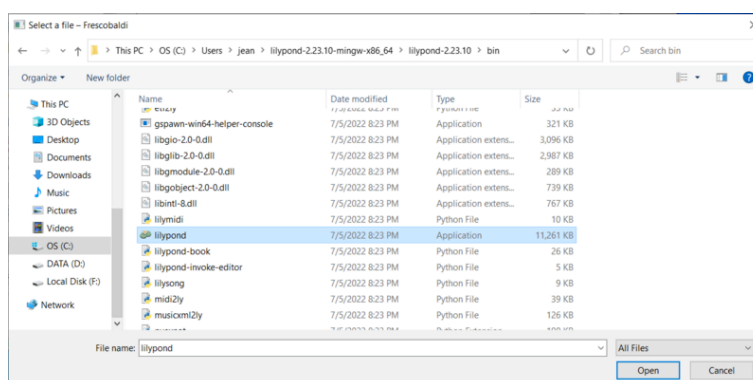 Select a file – Frescobaldi
This PC > OS (C:) > Users > jean > lilypond-2.23.10-mingw-x86_64 > lilypond-2.23.10 > bin
Search bin
Organize New folder
Name Date modified Type Size
This PC
3D Objects
Desktop
Documents
Downloads
Music
Pictures
Videos
OS (C:)
DATA (D:)
Local Disk (F:)
Network
gspawn-win64-helper-console 7/5/2022 8:23 PM Application 321 KB
libgio-2.0-0.dll 7/5/2022 8:23 PM Application extens... 3,096 KB
libglib-2.0-0.dll 7/5/2022 8:23 PM Application extens... 2,987 KB
libgmodule-2.0-0.dll 7/5/2022 8:23 PM Application extens... 289 KB
libgobject-2.0-0.dll 7/5/2022 8:23 PM Application extens... 739 KB
libintl-8.dll 7/5/2022 8:23 PM Application extens... 767 KB
lilymidi 7/5/2022 8:23 PM Python File 10 KB
lilypond 7/5/2022 8:23 PM Application 11,261 KB
lilypond-book 7/5/2022 8:23 PM Python File 26 KB
lilypond-invoke-editor 7/5/2022 8:23 PM Python File 5 KB
lilysong 7/5/2022 8:23 PM Python File 9 KB
midi2ly 7/5/2022 8:23 PM Python File 39 KB
musicxml2ly 7/5/2022 8:23 PM Python File 126 KB
File name: lilypond
All Files
Open Cancel